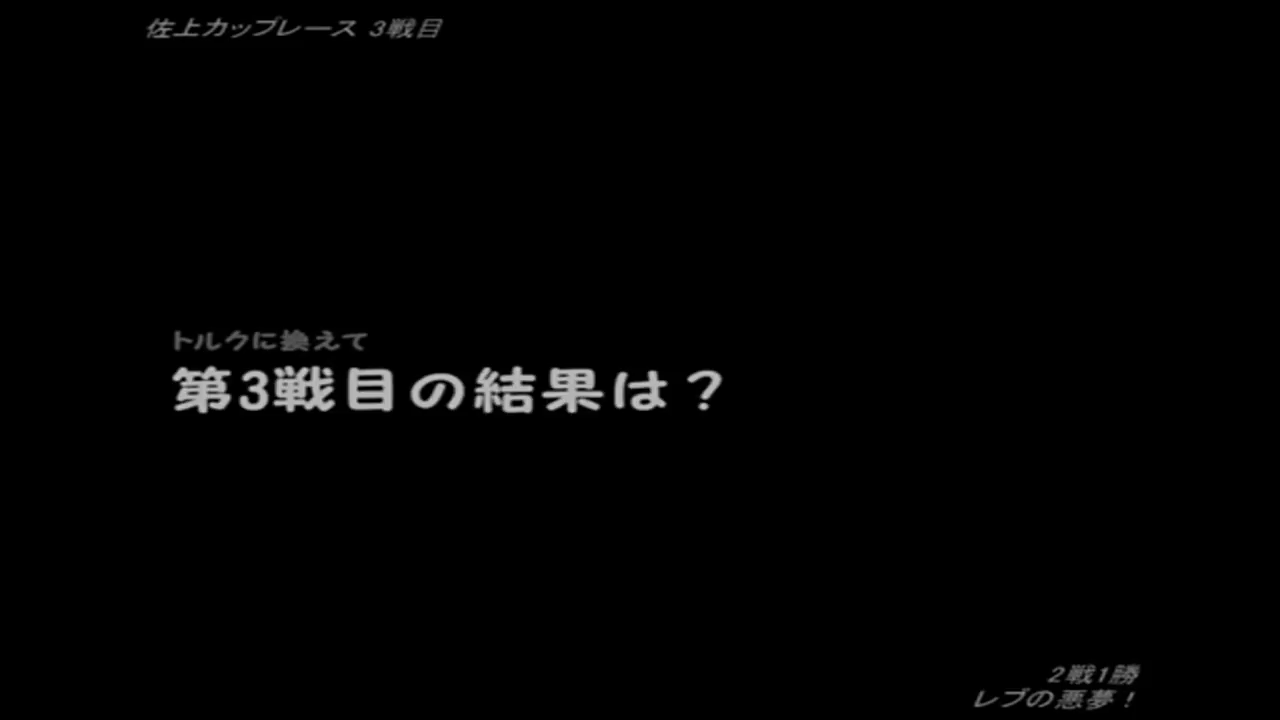 佐上カップレース 3戦目
トルクに換えて
第3戦目の結果は？
2戦1勝
レブの悪夢！